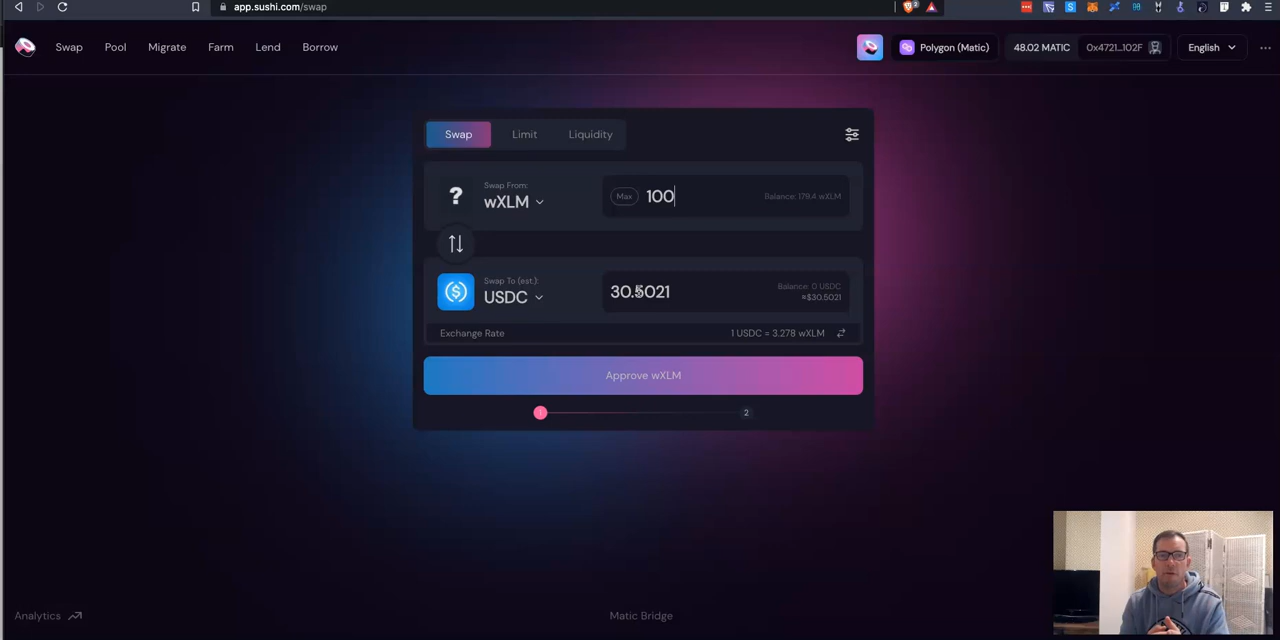 app.sushi.com/swap
2
Swap Pool Migrate Farm Lend Borrow
Polygon (Matic) 48.02 MATIC 0x4721...102F English
Swap Limit Liquidity
?
Swap From:
wXLM
Max 100
Balance: 179.4 wXLM
Swap To (est.):
USDC
30.5021
Balance: 0 USDC
≈$30.5021
Exchange Rate 1 USDC = 3.278 wXLM
Approve wXLM
1 2
Analytics Matic Bridge